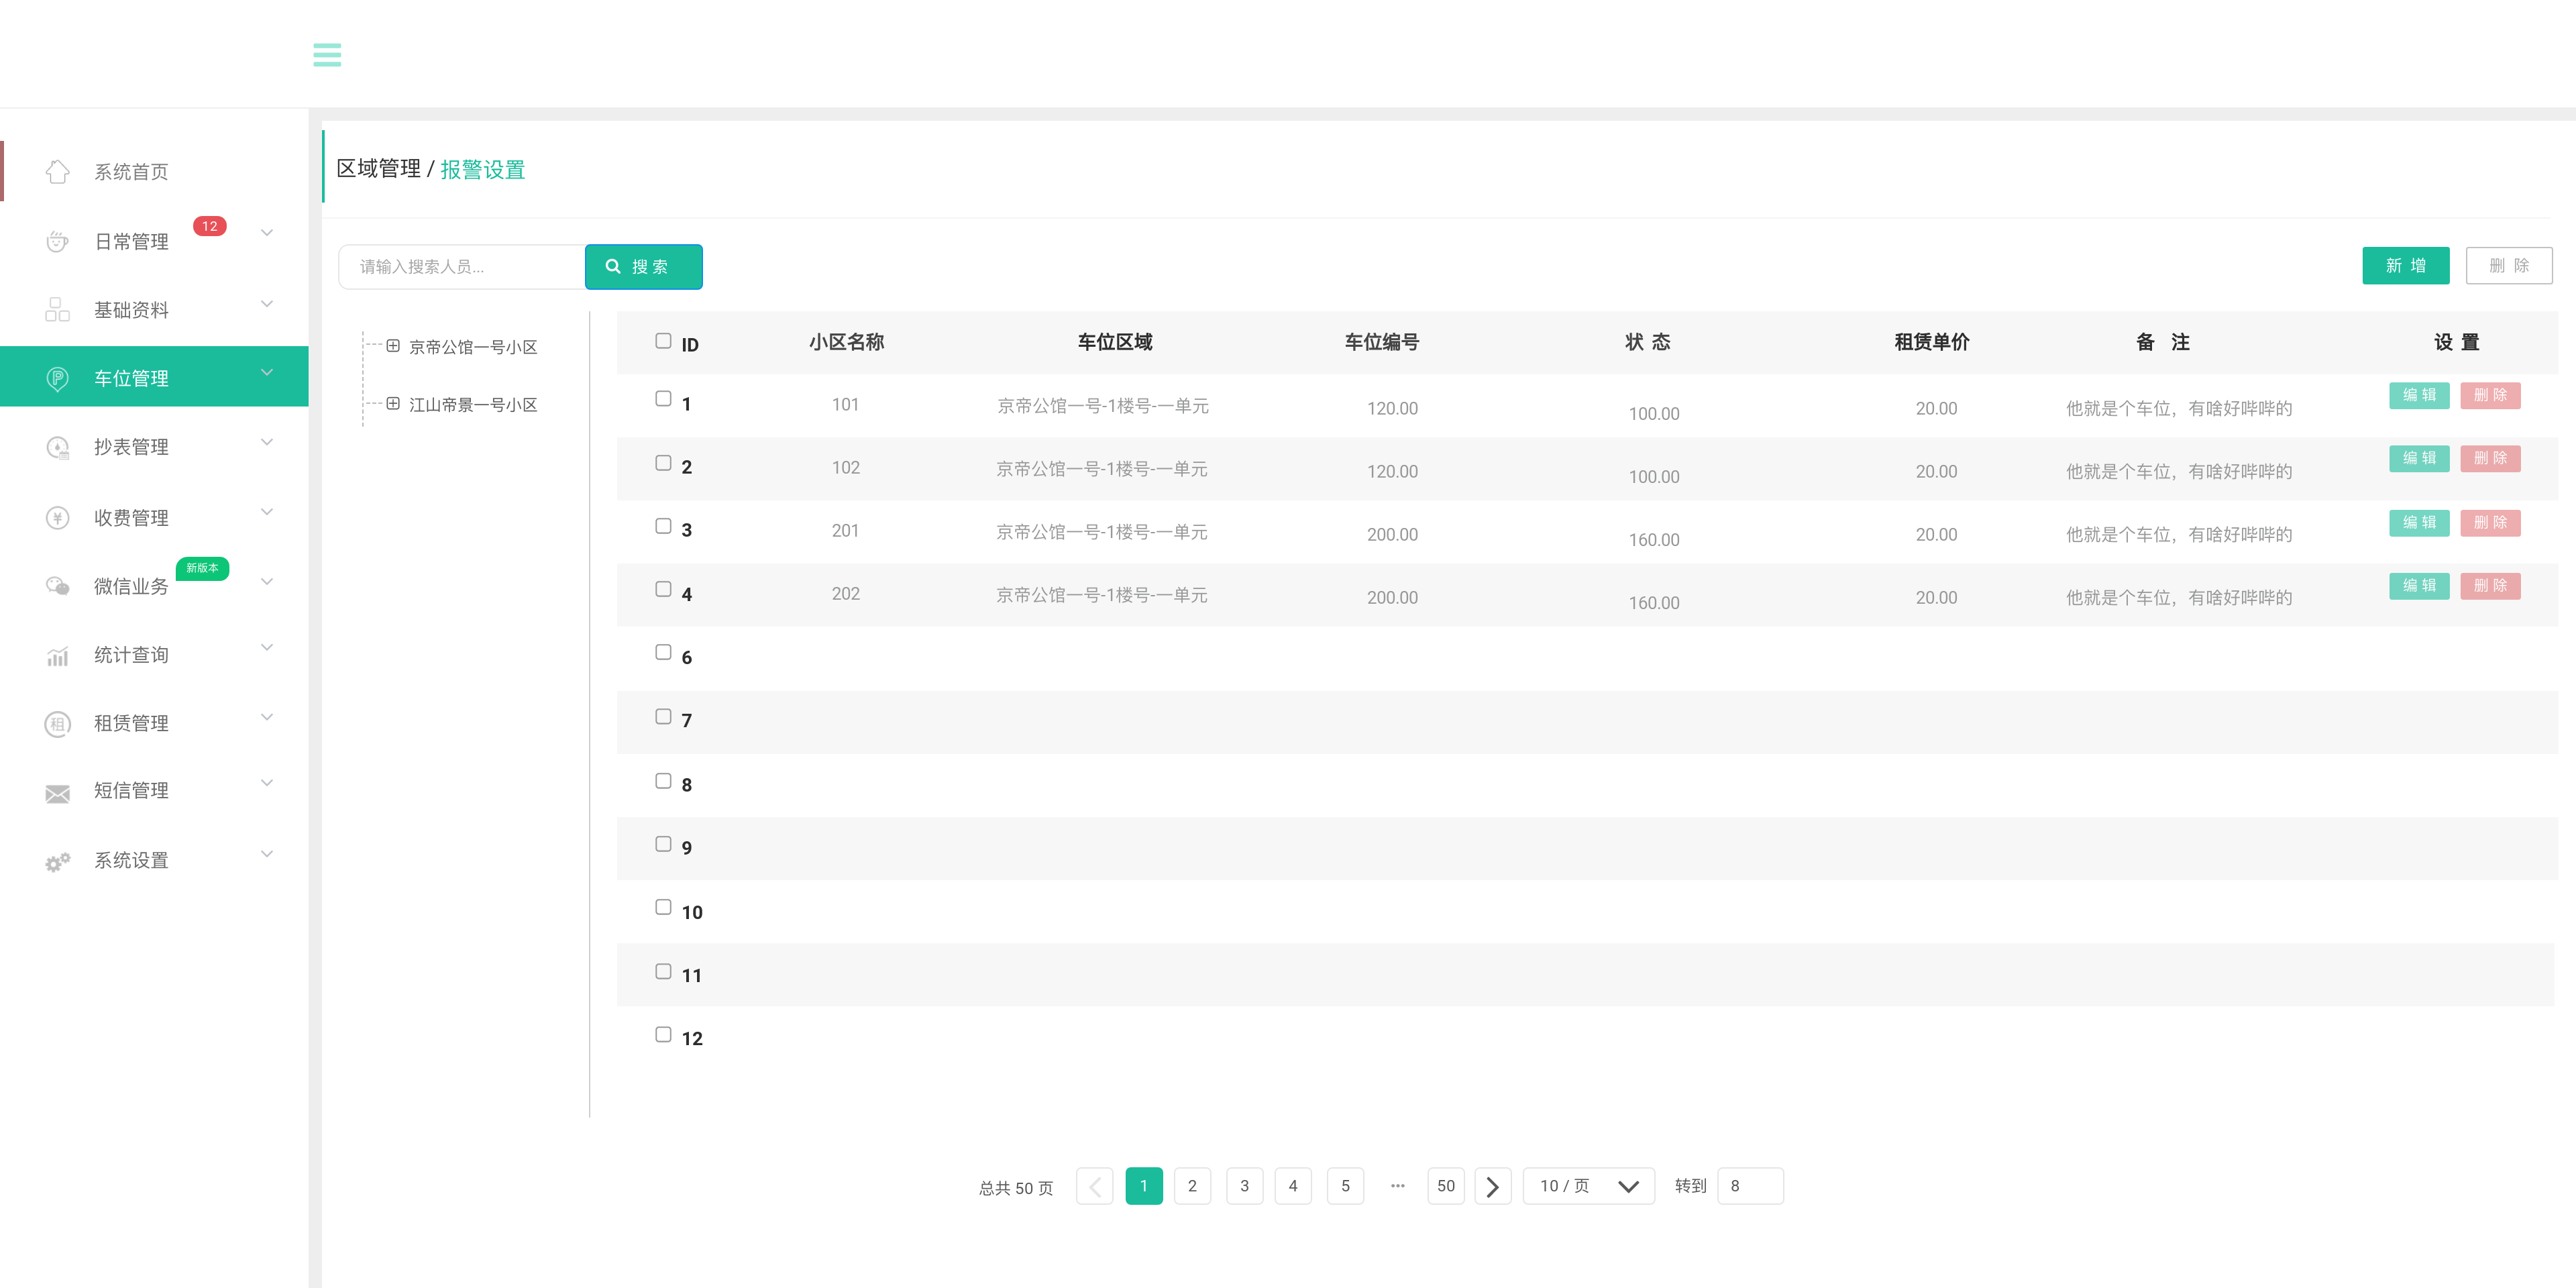 系统首页
日常管理 12
基础资料
车位管理
抄表管理
收费管理
微信业务 新版本
统计查询
租 租赁管理
短信管理
系统设置
区域管理 / 报警设置
请输入搜索人员... 搜 索 新 增 删 除
京帝公馆一号小区
江山帝景一号小区
ID 小区名称 车位区域 车位编号 状 态 租赁单价 备 注 设 置
1 101 京帝公馆一号-1楼号-一单元 120.00 100.00 20.00 他就是个车位，有啥好哔哔的 编 辑 删 除
2 102 京帝公馆一号-1楼号-一单元 120.00 100.00 20.00 他就是个车位，有啥好哔哔的 编 辑 删 除
3 201 京帝公馆一号-1楼号-一单元 200.00 160.00 20.00 他就是个车位，有啥好哔哔的 编 辑 删 除
4 202 京帝公馆一号-1楼号-一单元 200.00 160.00 20.00 他就是个车位，有啥好哔哔的 编 辑 删 除
6
7
8
9
10
11
12
总共 50 页 1 2 3 4 5 ··· 50 10 / 页 转到 8